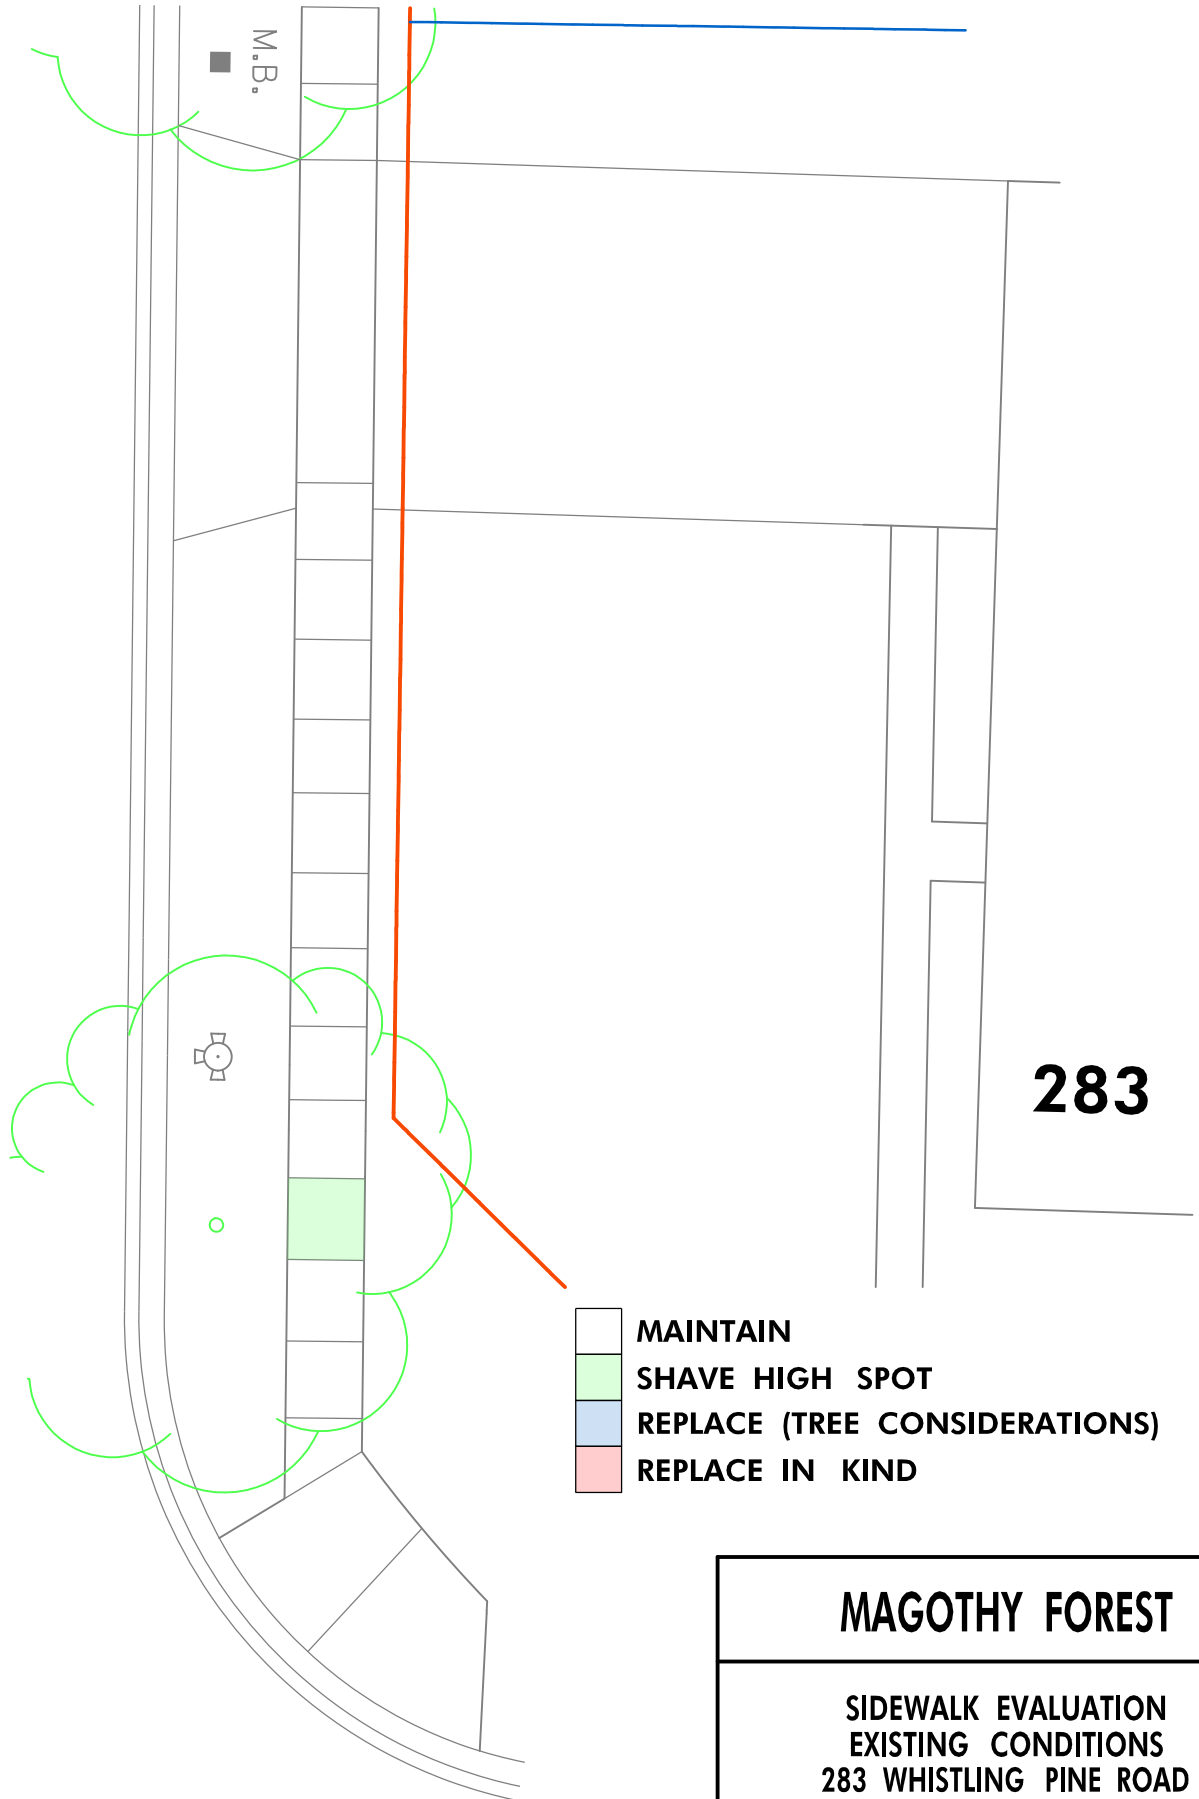 M.B.
283
MAINTAIN
SHAVE HIGH SPOT
REPLACE (TREE CONSIDERATIONS)
REPLACE IN KIND
MAGOTHY FOREST
SIDEWALK EVALUATION
EXISTING CONDITIONS
283 WHISTLING PINE ROAD